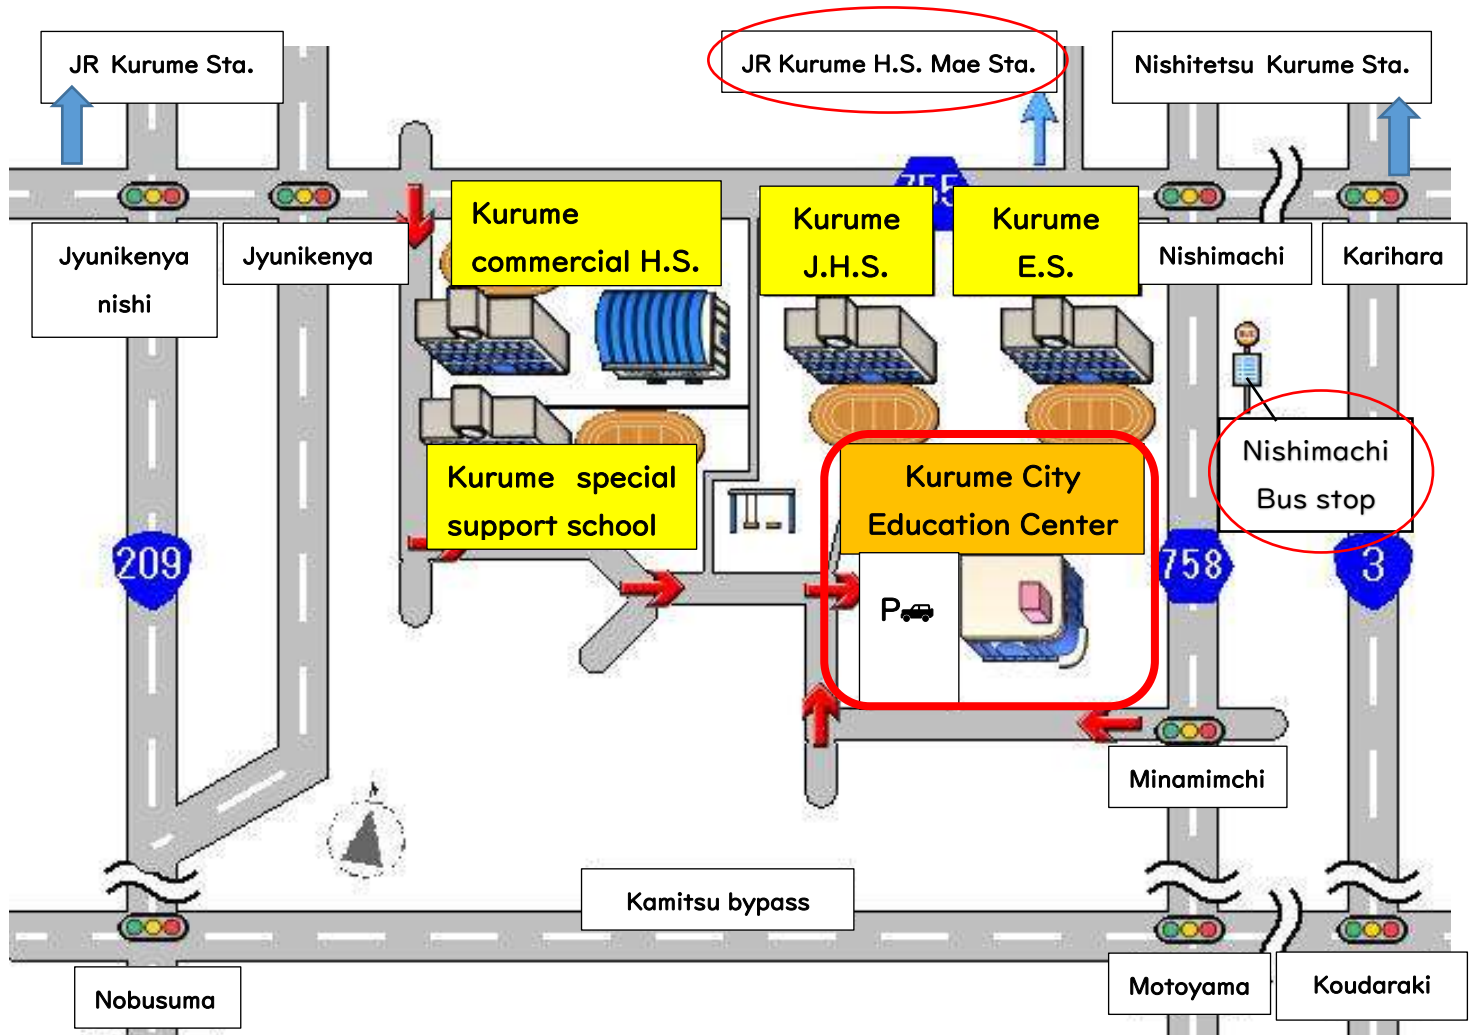 JR Kurume Sta.
JR Kurume H.S. Mae Sta.
Nishitetsu Kurume Sta.
755
Kurume
commercial H.S.
Kurume
J.H.S.
Kurume
E.S.
Jyunikenya
nishi
Jyunikenya
Nishimachi
Karihara
Nishimachi
Bus stop
Kurume special
support school
Kurume City
Education Center
209
758
3
P
Minamimchi
Kamitsu bypass
Nobusuma
Motoyama
Koudaraki